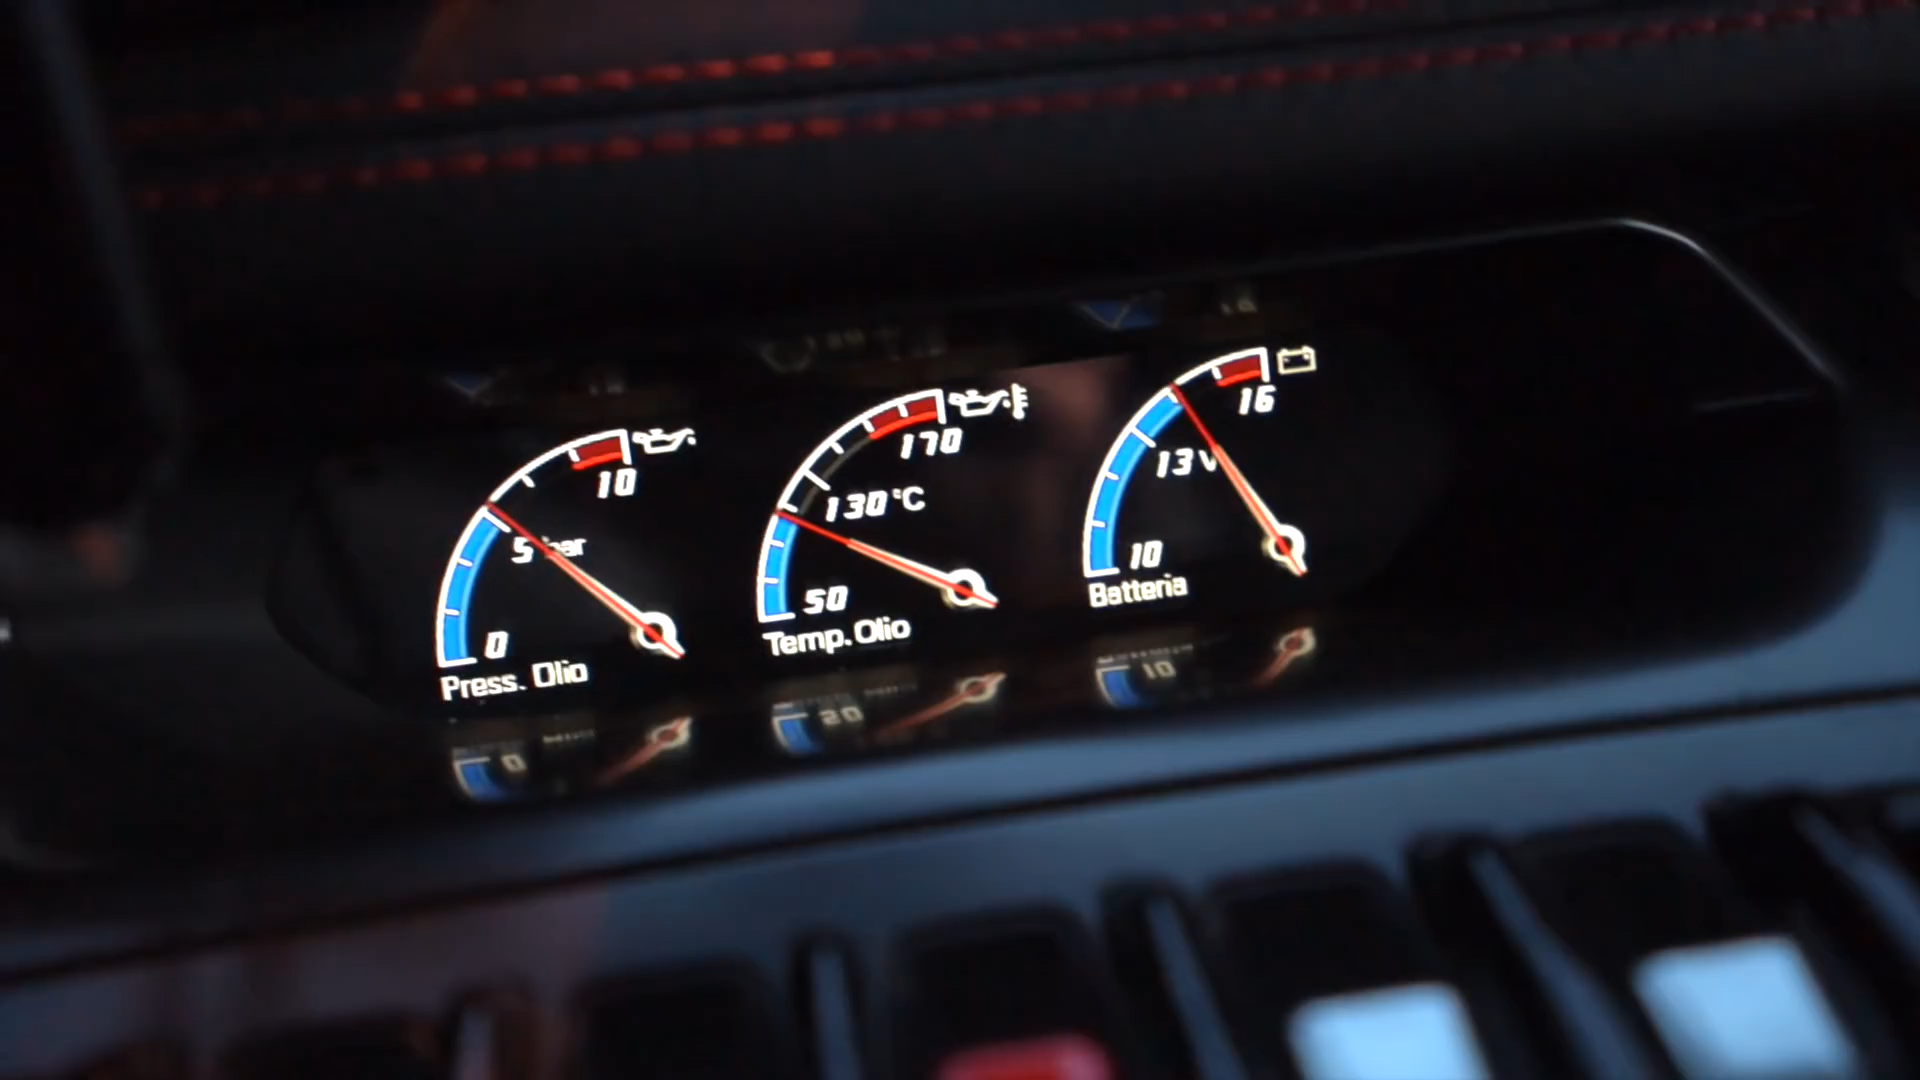 10
5 bar
0
Press. Olio
170
130°C
50
Temp. Olio
16
13 V
10
Batteria